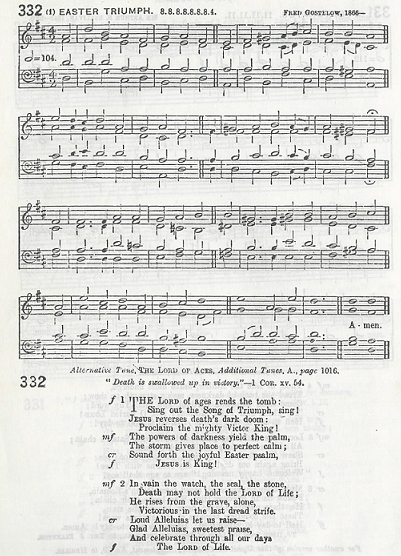 332 (1) EASTER TRIUMPH. 8.8.8.8.8.8.8.4. FRED GOSTELOW, 1866—
𝅗𝅥=104.
A - men.
Alternative Tune, THE LORD OF AGES, Additional Tunes, A., page 1016.
332 "Death is swallowed up in victory."—1 COR. xv. 54.
f 1 THE LORD of ages rends the tomb:
Sing out the Song of Triumph, sing!
JESUS reverses death's dark doom:
Proclaim the mighty Victor King!
mf The powers of darkness yield the palm,
The storm gives place to perfect calm;
cr Sound forth the joyful Easter psalm,
f JESUS is King!
mf 2 In vain the watch, the seal, the stone,
Death may not hold the LORD of Life;
He rises from the grave, alone,
Victorious in the last dread strife.
cr Loud Alleluias let us raise—
Glad Alleluias, sweetest praise,
And celebrate through all our days
f The LORD of Life.